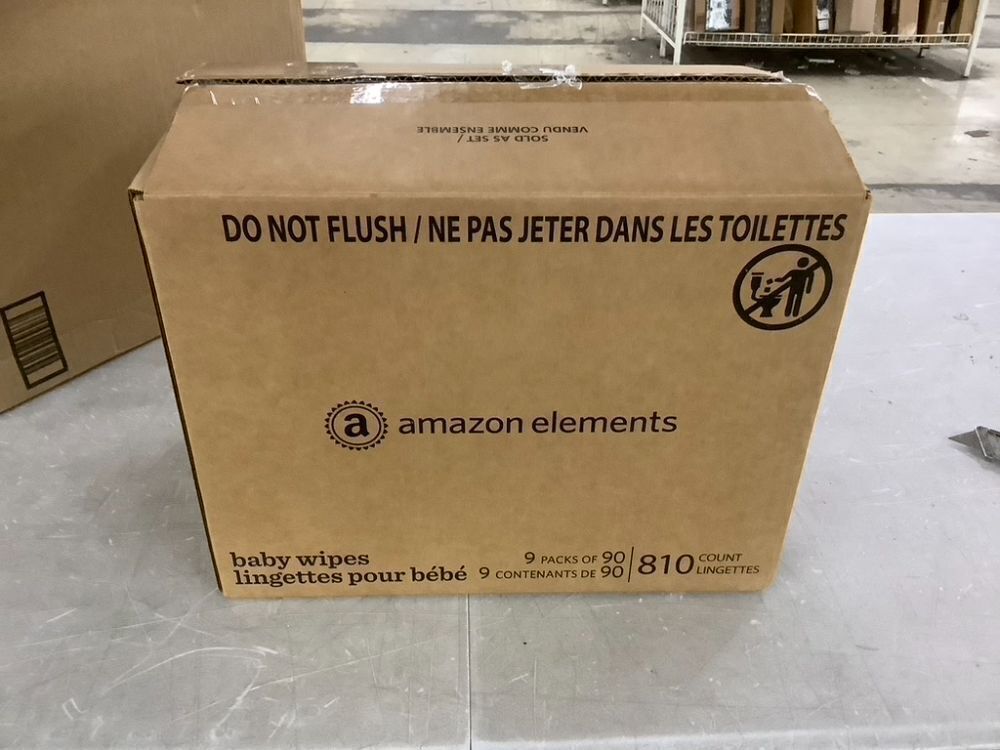 SOLD AS SET /
VENDU COMME ENSEMBLE
DO NOT FLUSH / NE PAS JETER DANS LES TOILETTES
a amazon elements
baby wipes
lingettes pour bébé
9 PACKS OF 90
9 CONTENANTS DE 90
810 COUNT
LINGETTES